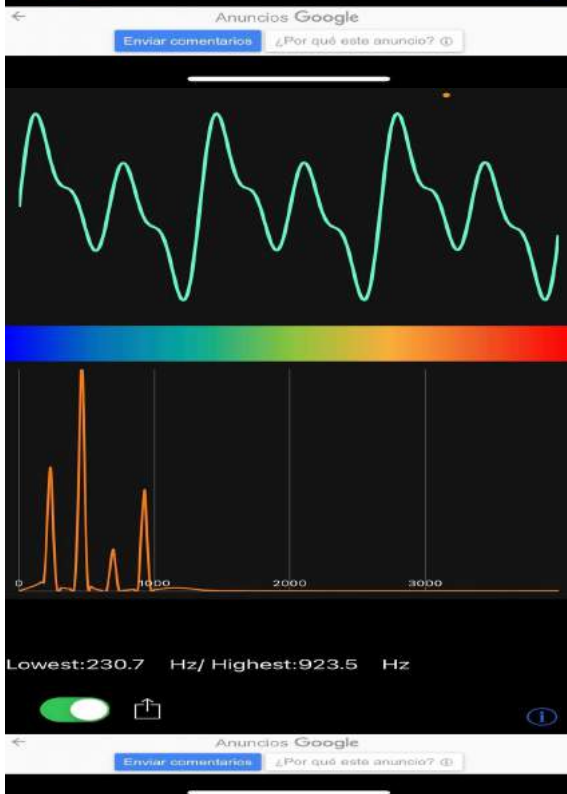 Anuncios Google
Enviar comentarios ¿Por qué este anuncio?
0 1000 2000 3000
Lowest:230.7 Hz/ Highest:923.5 Hz
Anuncios Google
Enviar comentarios ¿Por qué este anuncio?